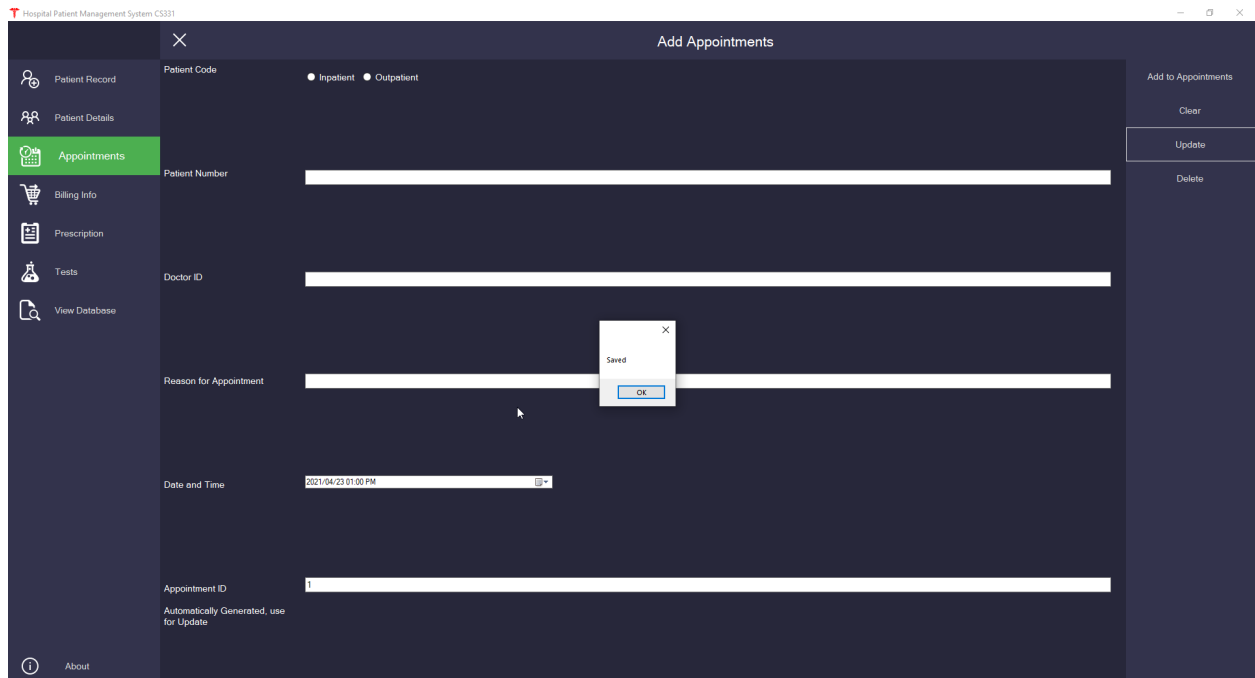 Hospital Patient Management System CS331
Add Appointments
Patient Record
Patient Details
Appointments
Billing Info
Prescription
Tests
View Database
About
Patient Code
Inpatient
Outpatient
Patient Number
Doctor ID
Reason for Appointment
Date and Time
2021/04/23 01:00 PM
Appointment ID
1
Automatically Generated, use
for Update
Saved
OK
Add to Appointments
Clear
Update
Delete